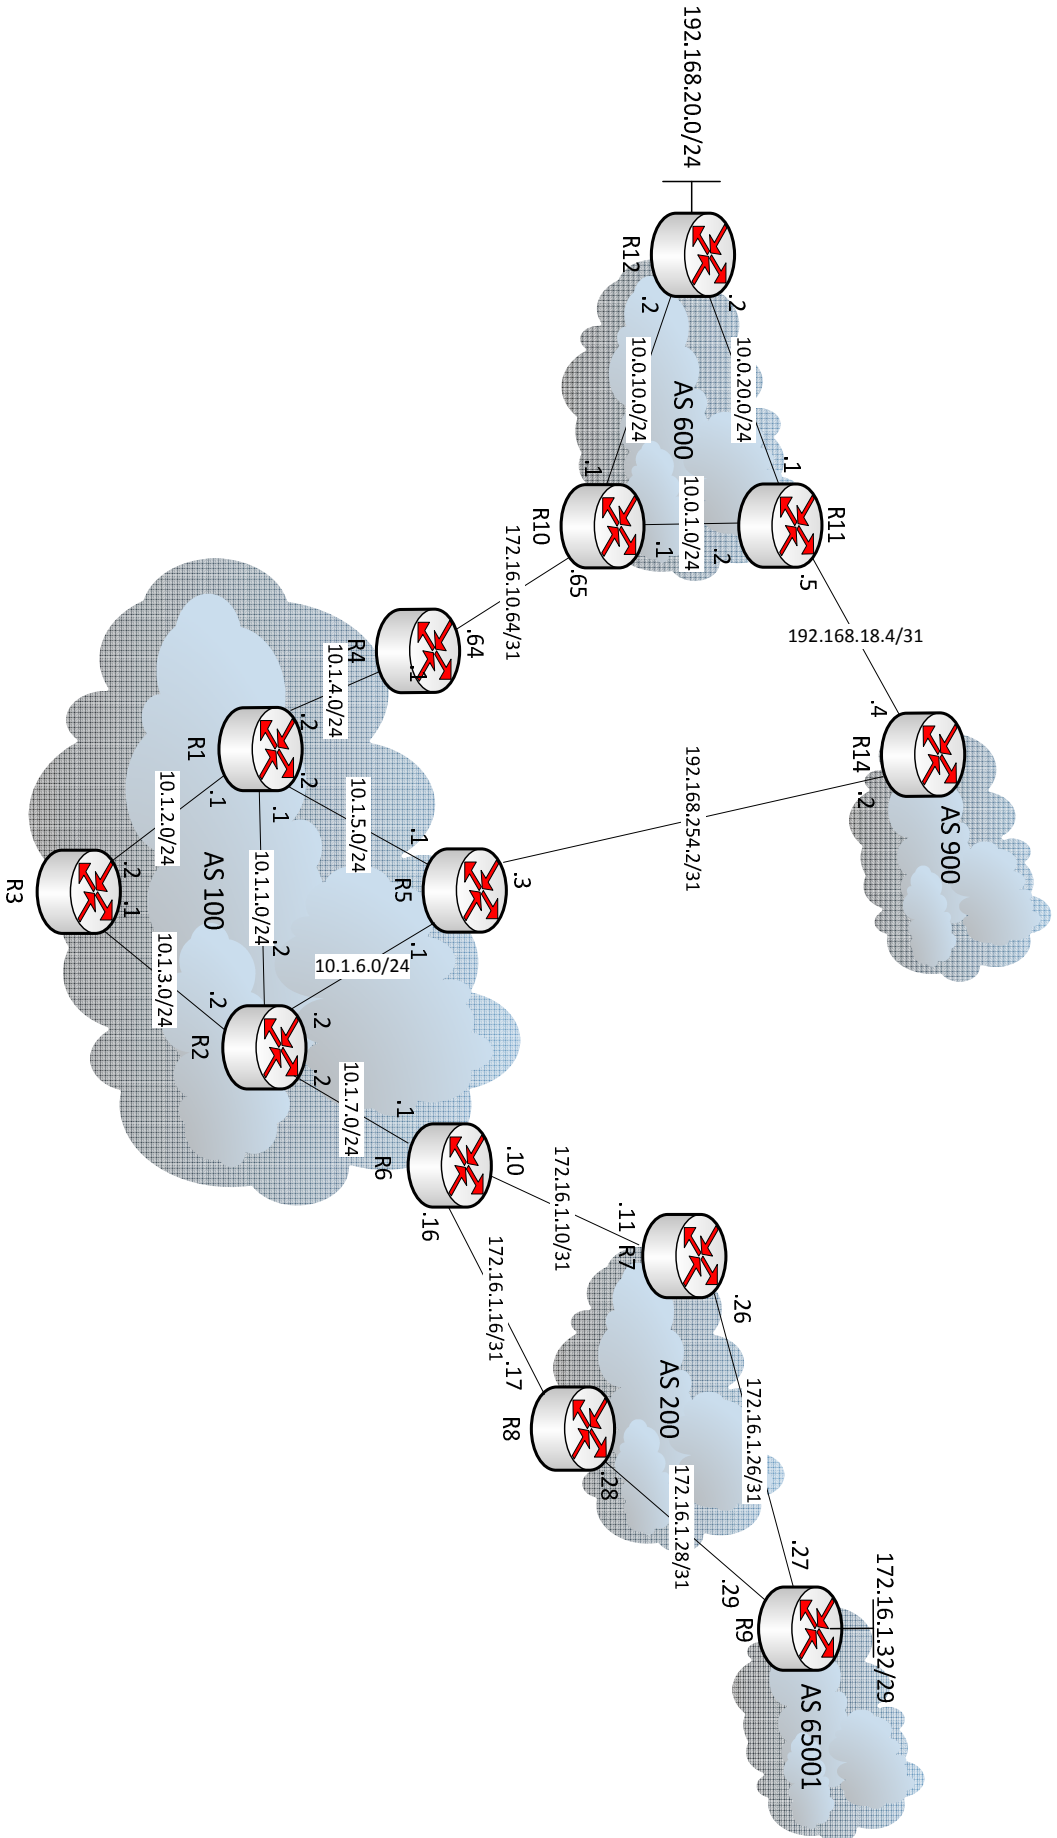 192.168.20.0/24
R12
.2
.2
10.0.20.0/24
10.0.10.0/24
AS 600
.1
.1
10.0.1.0/24
.2
.1
R11
R10
.5
.65
192.168.18.4/31
172.16.10.64/31
.4
R14
.2
AS 900
192.168.254.2/31
.64
R4
.1
10.1.4.0/24
.2
.2
R1
.1
.1
10.1.5.0/24
10.1.2.0/24
10.1.1.0/24
AS 100
.1
R5
.3
.1
.2
.1
R3
.2
10.1.6.0/24
10.1.3.0/24
.2
R2
.2
.2
10.1.7.0/24
.1
R6
.10
.16
172.16.1.10/31
172.16.1.16/31
.11
R7
.26
.17
R8
.28
AS 200
172.16.1.26/31
172.16.1.28/31
.27
.29
R9
172.16.1.32/29
AS 65001